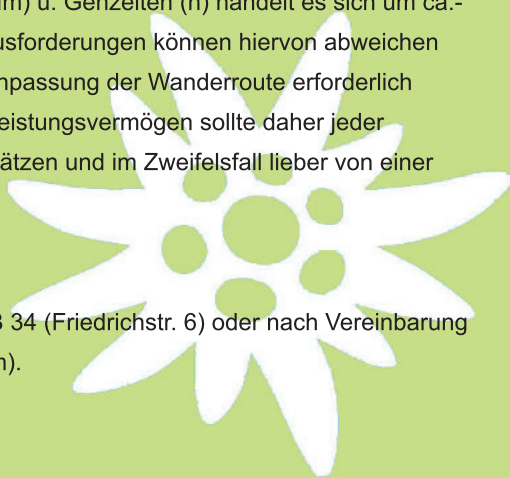 m) u. Gehzeiten (h) handelt es sich um ca.-
usforderungen können hiervon abweichen
npassung der Wanderroute erforderlich
eistungsvermögen sollte daher jeder
ätzen und im Zweifelsfall lieber von einer
34 (Friedrichstr. 6) oder nach Vereinbarung
n).